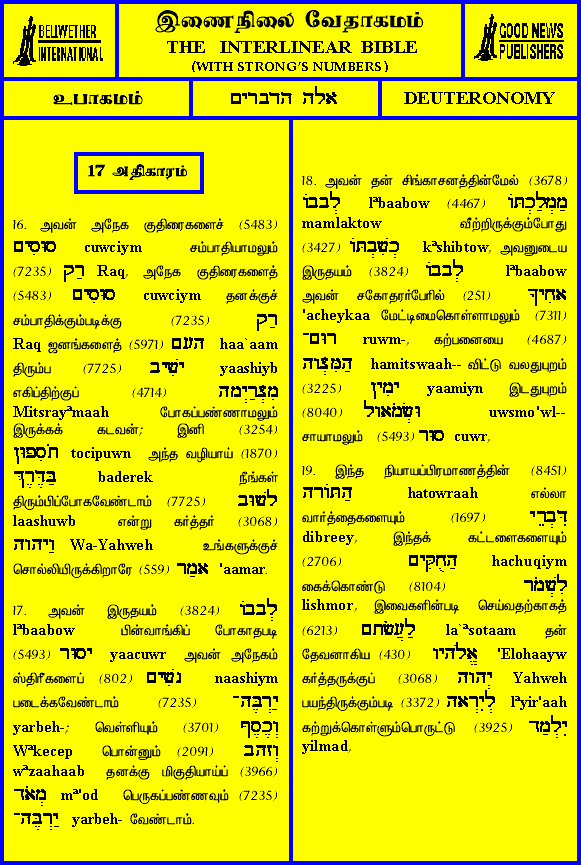 BELLWETHER
INTERNATIONAL
இணைநிலை வேதாகமம்
THE INTERLINEAR BIBLE
(WITH STRONG'S NUMBERS)
GOOD NEWS
PUBLISHERS
உபாகமம்
אלה הדברים
DEUTERONOMY
17 அதிகாரம்
16. அவன் அநேக குதிரைகளைச் (5483)
סוּסִים cuwciym சம்பாதியாமலும்
(7235) רַק Raq, அநேக குதிரைகளைத்
(5483) סוּסִים cuwciym தனக்குச்
சம்பாதிக்கும்படிக்கு (7235) רַק
Raq ஜனங்களைத் (5971) הָעָם haa`aam
திரும்ப (7725) יָשִׁיב yaashiyb
எகிப்திற்குப் (4714) מִצְרַיְמָה
Mitsrayªmaah போகப்பண்ணாமலும்
இருக்கக் கடவன்; இனி (3254)
תֹסִפוּן tocipuwn அந்த வழியாய் (1870)
בַּדֶּרֶךְ baderek நீங்கள்
திரும்பிப்போகவேண்டாம் (7725) לָשׁוּב
laashuwb என்று கர்த்தர் (3068)
וַיהוָה Wa-Yahweh உங்களுக்குச்
சொல்லியிருக்கிறாரே (559) אָמַר 'aamar.
17. அவன் இருதயம் (3824) לְבָבוֹ
lªbaabow பின்வாங்கிப் போகாதபடி
(5493) יָסוּר yaacuwr அவன் அநேகம்
ஸ்திரீகளைப் (802) נָשִׁים naashiym
படைக்கவேண்டாம் (7235) יַרְבֶּה־
yarbeh-; வெள்ளியும் (3701) וְכֶסֶף
Wªkecep பொன்னும் (2091) וְזָהָב
wªzaahaab தனக்கு மிகுதியாய்ப் (3966)
מְאֹד mª'od பெருகப்பண்ணவும் (7235)
יַרְבֶּה־ yarbeh- வேண்டாம்.
18. அவன் தன் சிங்காசனத்தின்மேல் (3678)
לְבָבוֹ lªbaabow (4467) מַמְלַכְתּוֹ
mamlaktow வீற்றிருக்கும்போது
(3427) כְשִׁבְתּוֹ kªshibtow, அவனுடைய
இருதயம் (3824) לְבָבוֹ lªbaabow
அவன் சகோதரர்பேரில் (251) אֶחָיךָ
'acheykaa மேட்டிமைகொள்ளாமலும் (7311)
רוּם־ ruwm-, கற்பனையை (4687)
הַמִּצְוָה hamitswaah-- விட்டு வலதுபுறம்
(3225) יָמִין yaamiyn இடதுபுறம்
(8040) וּשְׂמֹאול uwsmo'wl--
சாயாமலும் (5493) סוּר cuwr,
19. இந்த நியாயப்பிரமாணத்தின் (8451)
הַתּוֹרָה hatowraah எல்லா
வார்த்தைகளையும் (1697) דִּבְרֵי
dibreey, இந்தக் கட்டளைகளையும்
(2706) הַחֻקִּים hachuqiym
கைக்கொண்டு (8104) לִשְׁמֹר
lishmor, இவைகளின்படி செய்வதற்காகத்
(6213) לַעֲשֹׂתָם la`ªsotaam தன்
தேவனாகிய (430) אֱלֹהָיו 'Elohaayw
கர்த்தருக்குப் (3068) יְהוָה Yahweh
பயந்திருக்கும்படி (3372) לְיִרְאָה lªyir'aah
கற்றுக்கொள்ளும்பொருட்டு (3925) יִלְמַד
yilmad,